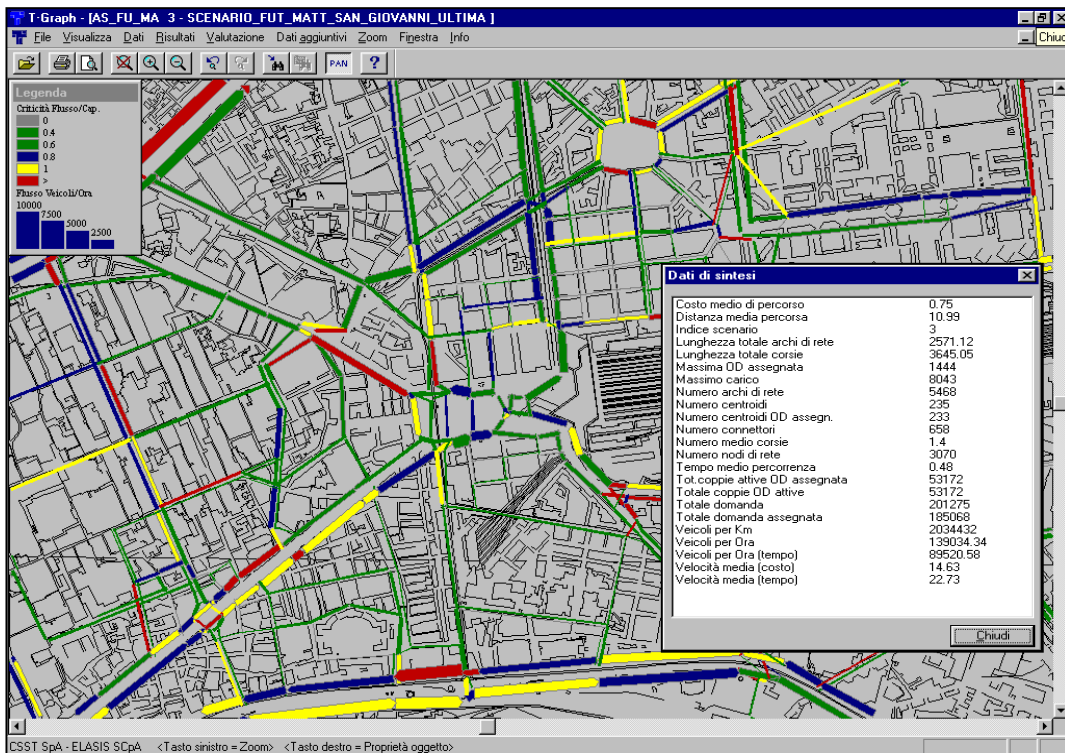 T-Graph - [AS_FU_MA 3 - SCENARIO_FUT_MATT_SAN_GIOVANNI_ULTIMA ]
File Visualizza Dati Risultati Valutazione Dati aggiuntivi Zoom Finestra Info
Chiud
PAN ?
Legenda
Criticità Flusso/Cap.
0
0.4
0.6
0.8
1
>
Flusso Veicoli/Ora
10000
7500
5000
2500
Dati di sintesi
Costo medio di percorso 0.75
Distanza media percorsa 10.99
Indice scenario 3
Lunghezza totale archi di rete 2571.12
Lunghezza totale corsie 3645.05
Massima OD assegnata 1444
Massimo carico 8043
Numero archi di rete 5468
Numero centroidi 235
Numero centroidi OD assegn. 233
Numero connettori 658
Numero medio corsie 1.4
Numero nodi di rete 3070
Tempo medio percorrenza 0.48
Tot.coppie attive OD assegnata 53172
Totale coppie OD attive 53172
Totale domanda 201275
Totale domanda assegnata 185068
Veicoli per Km 2034432
Veicoli per Ora 139034.34
Veicoli per Ora (tempo) 89520.58
Velocità media (costo) 14.63
Velocità media (tempo) 22.73
Chiudi
CSST SpA - ELASIS SCpA <Tasto sinistro = Zoom> <Tasto destro = Proprietà oggetto>